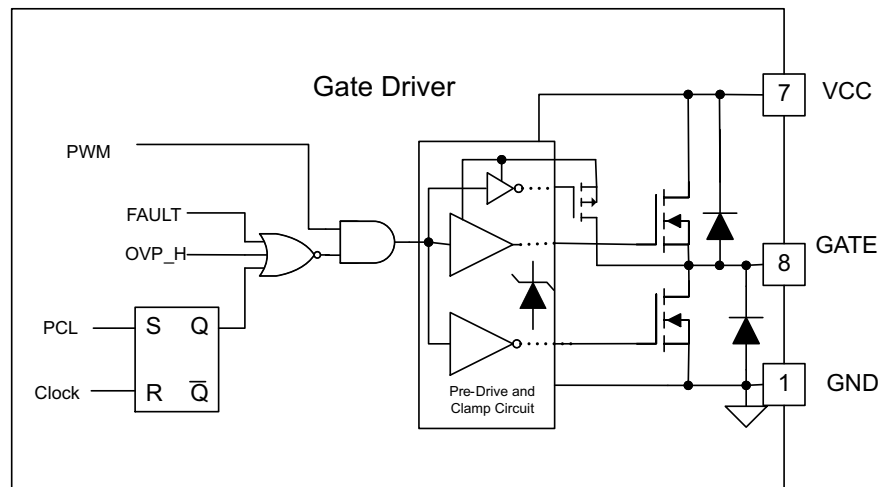 Gate Driver
7 VCC
PWM
FAULT
OVP_H
8 GATE
PCL
S Q
Clock
R Q̅
Pre-Drive and
Clamp Circuit
1 GND